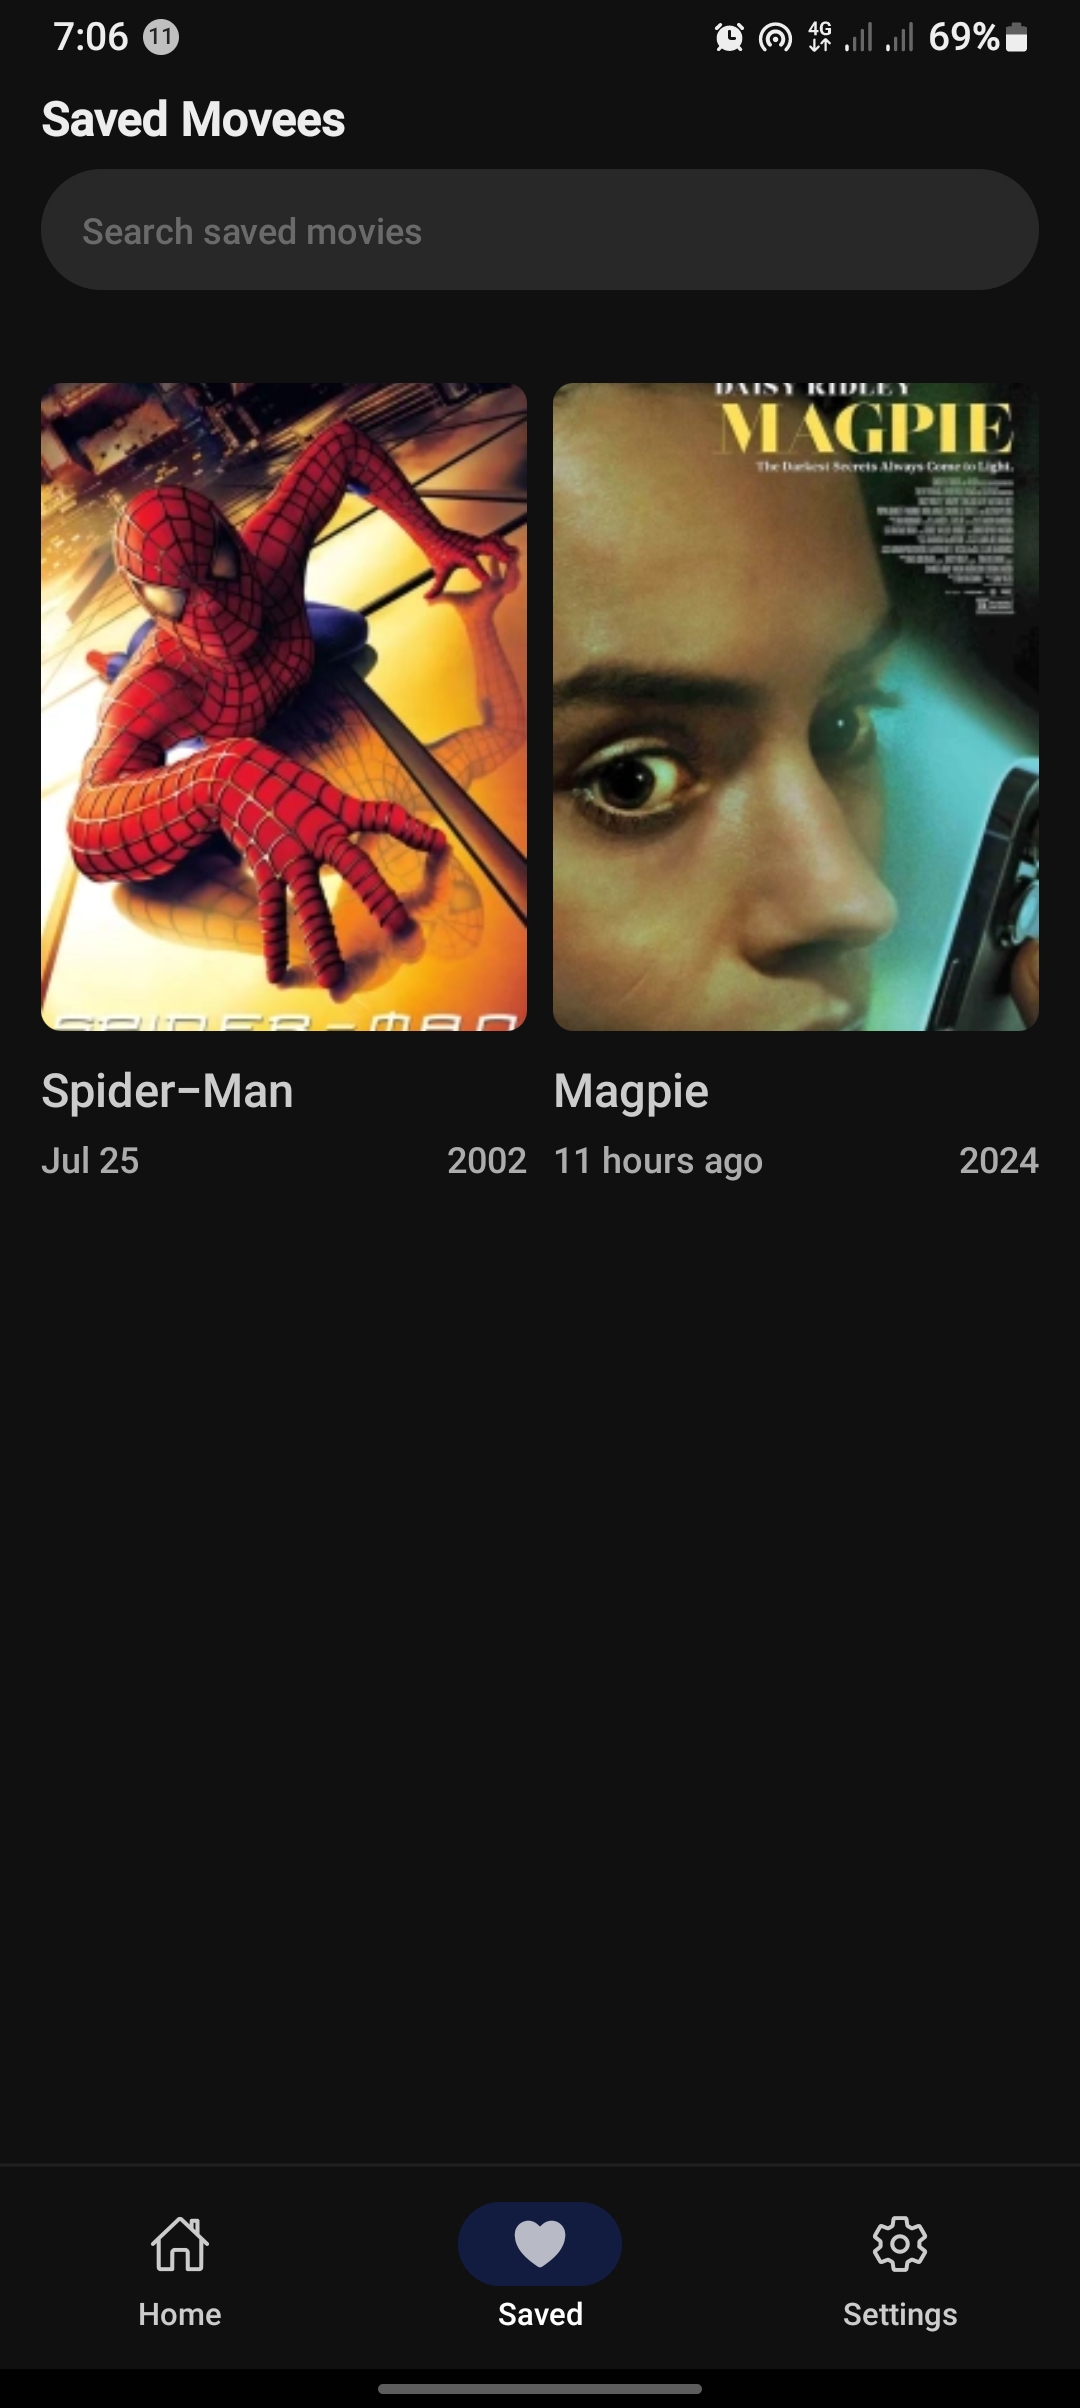 7:06 11 4G 69%
Saved Movees
Search saved movies
DAISY RIDLEY
MAGPIE
The Darkest Secrets Always Come to Light.
SPIDER-MAN
Spider-Man
Magpie
Jul 25 2002
11 hours ago 2024
Home
Saved
Settings